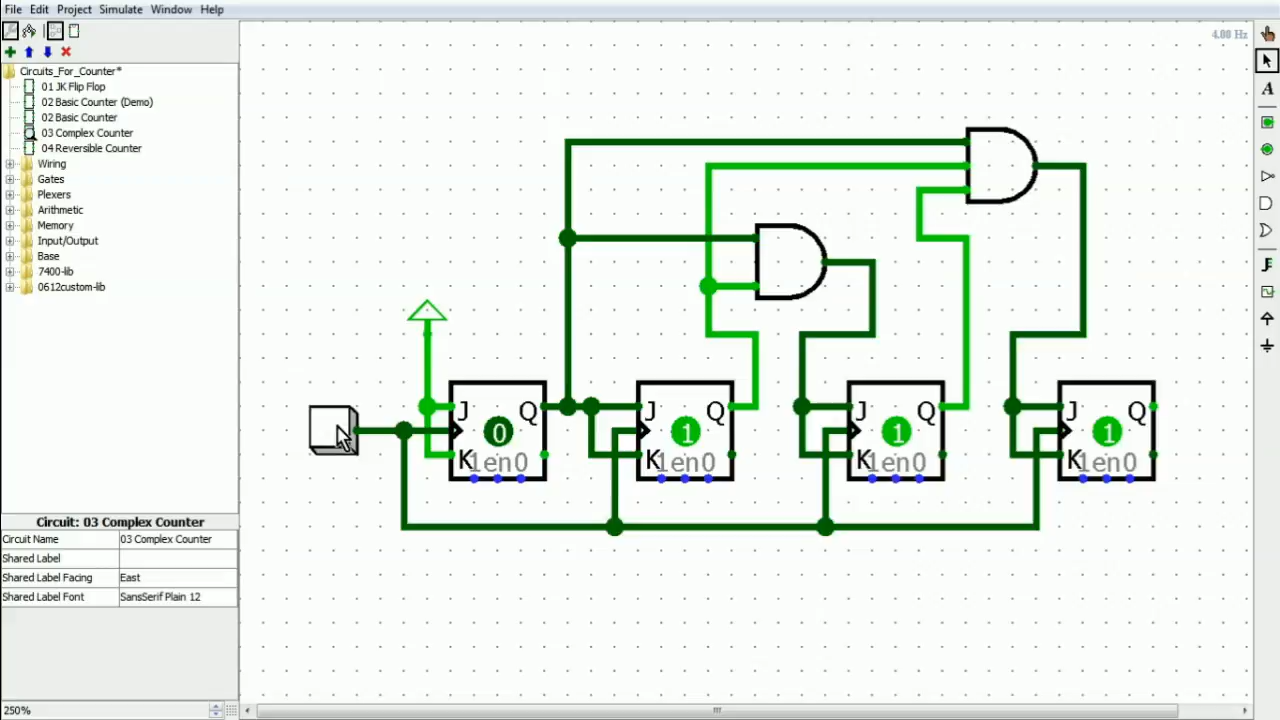 File Edit Project Simulate Window Help
4.00 Hz
Circuits_For_Counter*
01 JK Flip Flop
02 Basic Counter (Demo)
02 Basic Counter
03 Complex Counter
04 Reversible Counter
Wiring
Gates
Plexers
Arithmetic
Memory
Input/Output
Base
7400-lib
0612custom-lib
A
J Q J Q J Q J Q
0 1 1 1
K 1en0 K 1en0 K 1en0 K 1en0
Circuit: 03 Complex Counter
Circuit Name 03 Complex Counter
Shared Label
Shared Label Facing East
Shared Label Font SansSerif Plain 12
250%